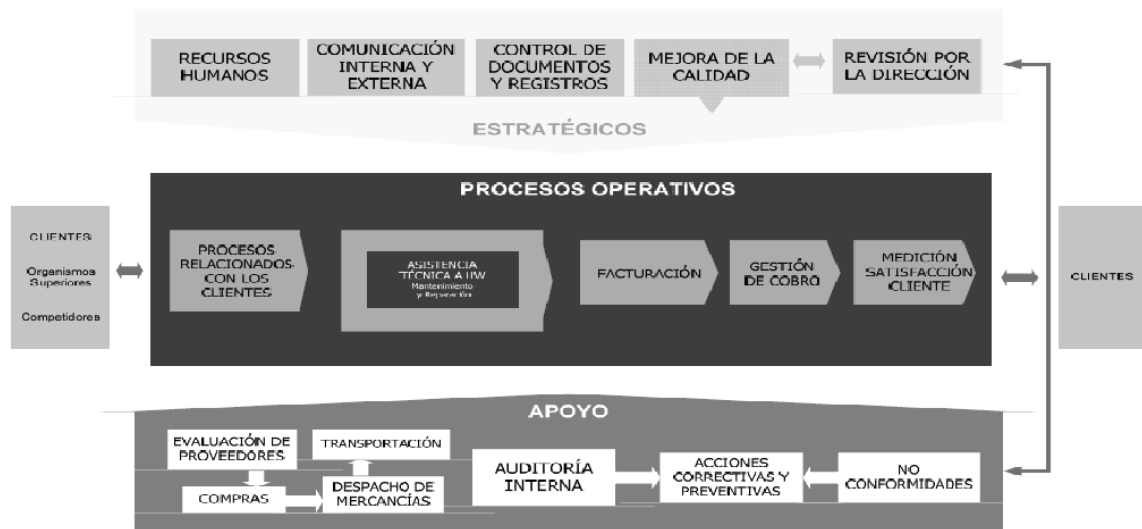 RECURSOS
HUMANOS
COMUNICACIÓN
INTERNA Y
EXTERNA
CONTROL DE
DOCUMENTOS
Y REGISTROS
MEJORA DE LA
CALIDAD
REVISIÓN POR
LA DIRECCIÓN
ESTRATÉGICOS
PROCESOS OPERATIVOS
CLIENTES
Organismos
Superiores
Competidores
PROCESOS
RELACIONADOS
CON LOS
CLIENTES
ASISTENCIA
TÉCNICA A HW
Mantenimiento
y Reparación
FACTURACIÓN
GESTIÓN
DE COBRO
MEDICIÓN
SATISFACCIÓN
CLIENTE
CLIENTES
APOYO
EVALUACIÓN DE
PROVEEDORES
TRANSPORTACIÓN
COMPRAS
DESPACHO DE
MERCANCÍAS
AUDITORÍA
INTERNA
ACCIONES
CORRECTIVAS Y
PREVENTIVAS
NO
CONFORMIDADES